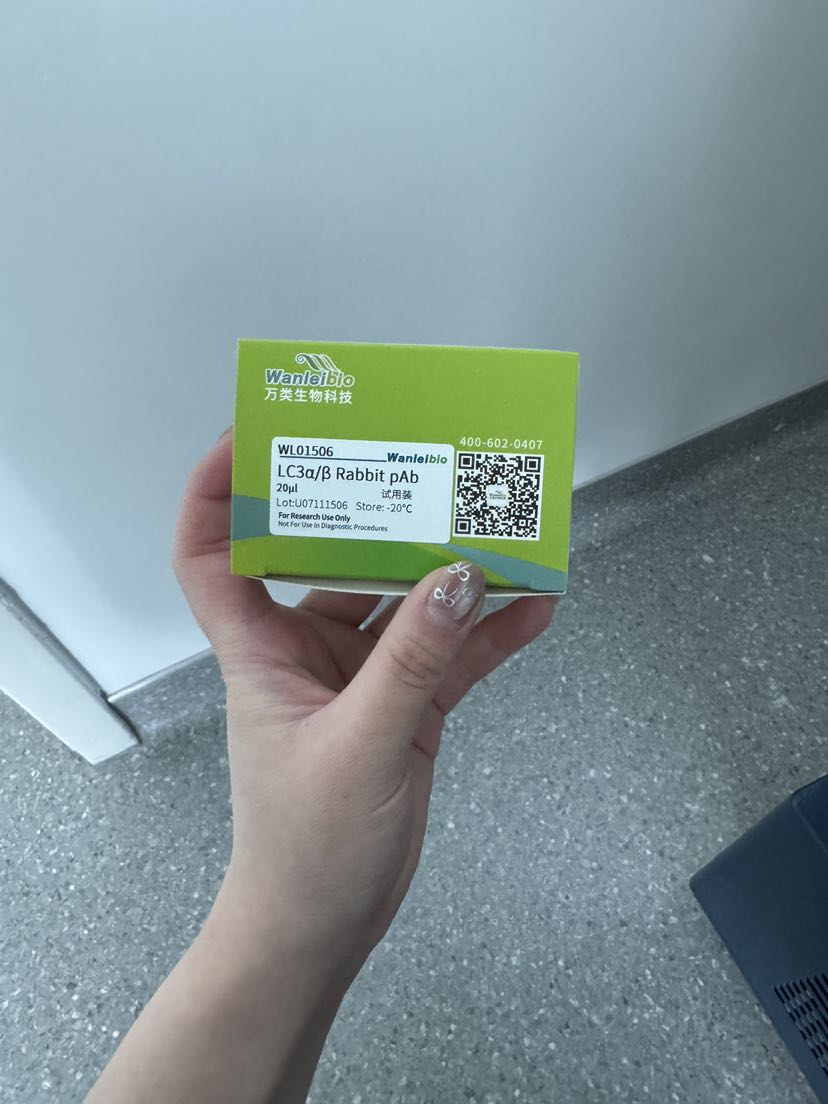 Wanleibio
万类生物科技
400-602-0407
WL01506
Wanleibio
LC3α/β Rabbit pAb
20μl 试用装
Lot:U07111506 Store: -20℃
For Research Use Only
Not For Use In Diagnostic Procedures